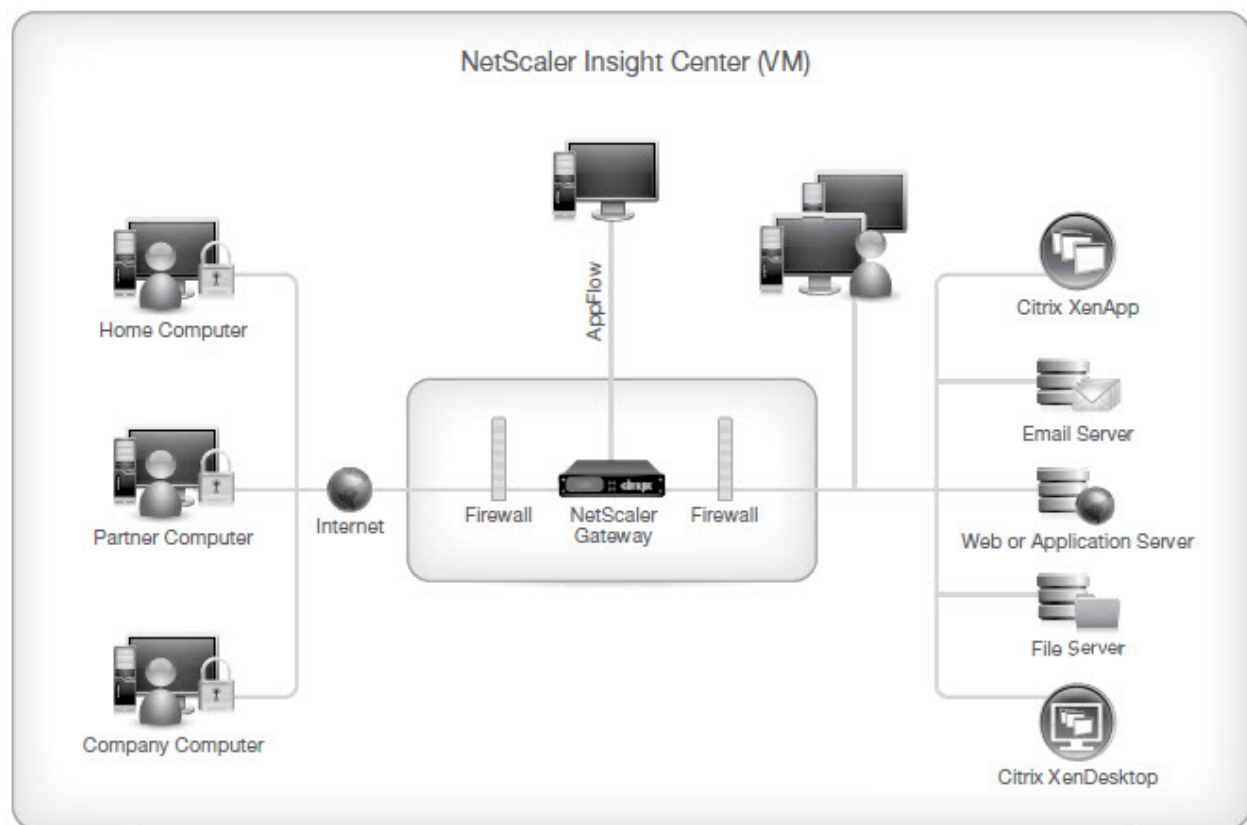 NetScaler Insight Center (VM)
AppFlow
Home Computer
Partner Computer
Company Computer
Internet
Firewall
citrix
NetScaler
Gateway
Firewall
Citrix XenApp
Email Server
Web or Application Server
File Server
Citrix XenDesktop